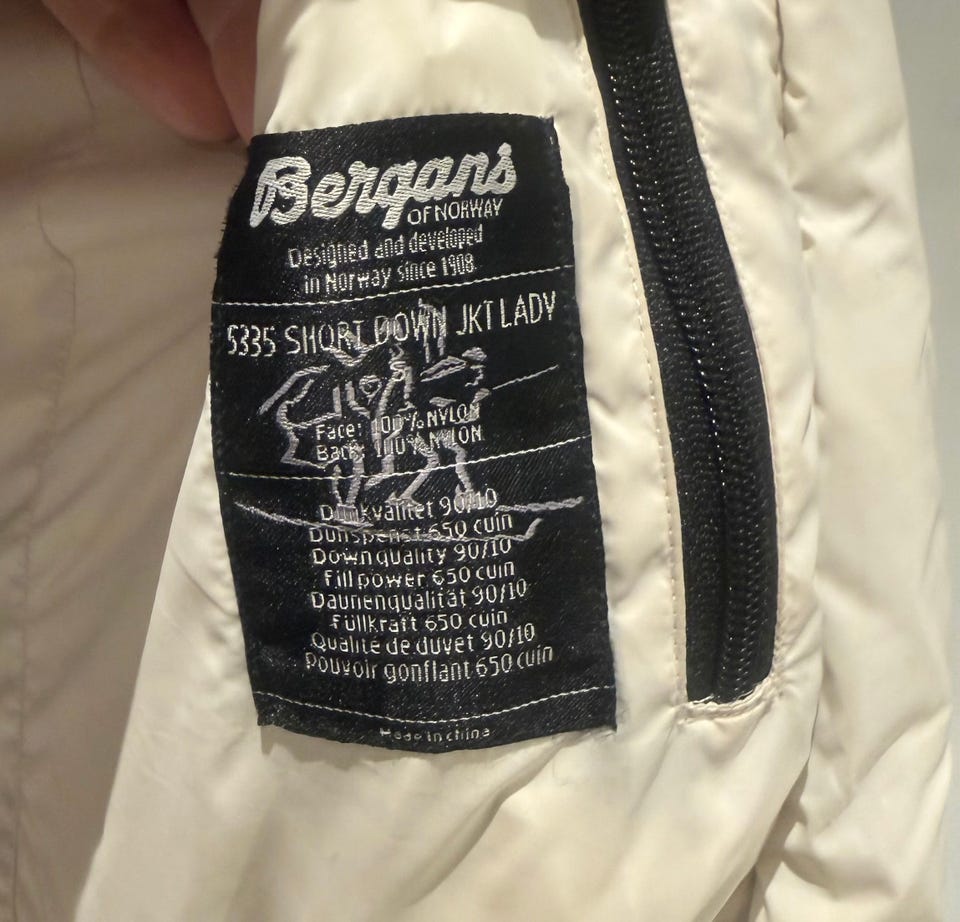 Bergans
OF NORWAY
Designed and developed
in Norway since 1908
5335 SHORT DOWN JKT LADY
Face: 100% NYLON
Back: 100% NYLON
Dunkvalitet 90/10
Dunspenst 650 cuin
Down quality 90/10
Fill power 650 cuin
Daunenqualität 90/10
Füllkraft 650 cuin
Qualité de duvet 90/10
Pouvoir gonflant 650 cuin
Made in china